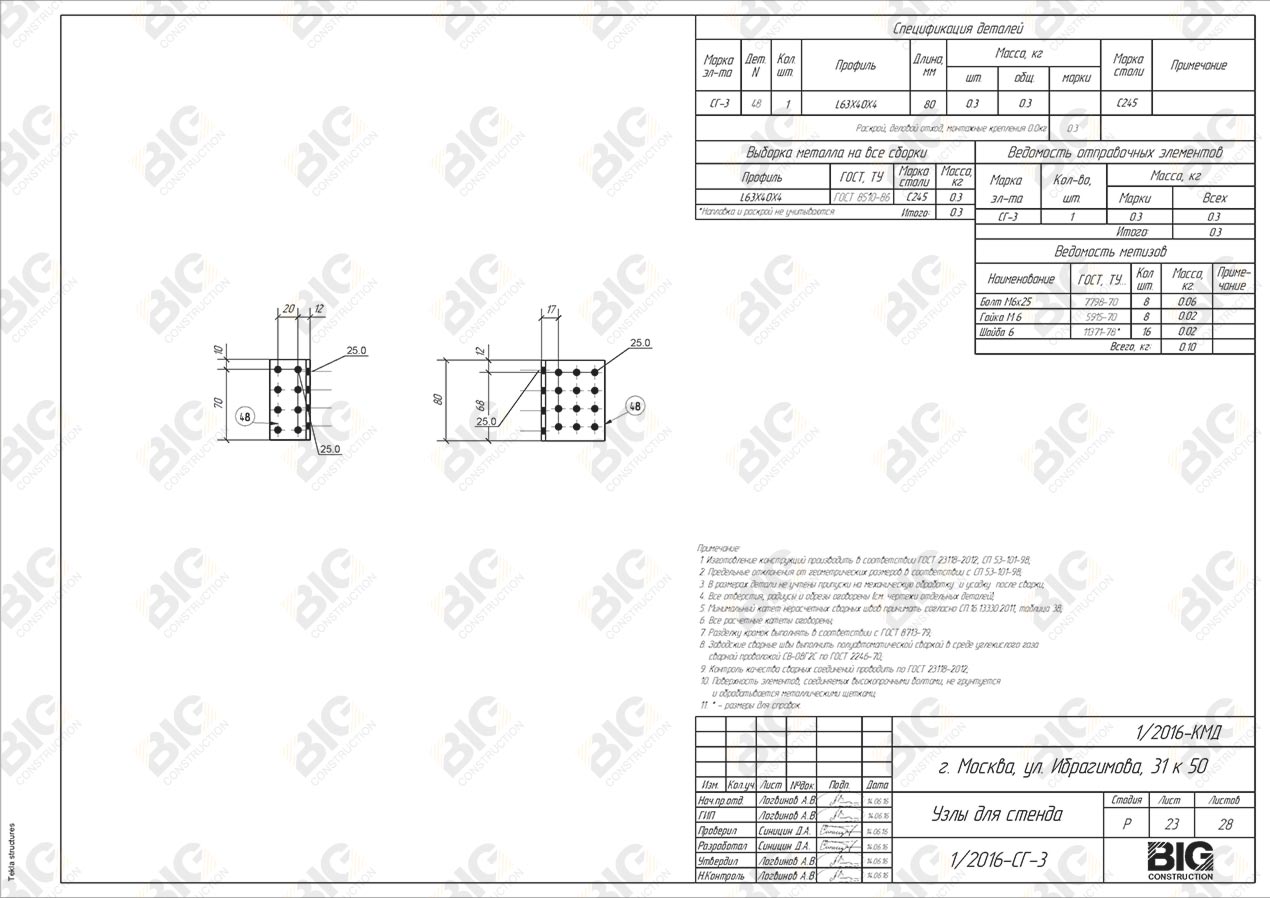 Спецификация деталей
Марка эл-та Дет. N Кол. шт. Профиль Длина, мм Масса, кг шт. общ. марки Марка стали Примечание
СГ-3 48 1 L63X40X4 80 0.3 0.3 С245
Раскрой, деловой отход, монтажные крепления 0.0кг 0.3
Выборка металла на все сборки
Профиль ГОСТ, ТУ Марка стали Масса, кг
L63X40X4 ГОСТ 8510-86 С245 0.3
*Наплавка и раскрой не учитываются Итого: 0.3
Ведомость отправочных элементов
Марка эл-та Кол-во, шт. Масса, кг Марки Всех
СГ-3 1 0.3 0.3
Итого: 0.3
Ведомость метизов
Наименование ГОСТ, ТУ... Кол шт. Масса, кг. Приме-чание
Болт М6х25 7798-70 8 0.06
Гайка М 6 5915-70 8 0.02
Шайба 6 11371-78* 16 0.02
Всего, кг: 0.10
20 12
10
70
25.0
48
25.0
17
12
80
68
25.0
25.0
48
Примечание
1. Изготовление конструкций производить в соответствии ГОСТ 23118-2012, СП 53-101-98;
2. Предельные отклонения от геометрических размеров в соответствии с СП 53-101-98;
3. В размерах детали не учтены припуски на механическую обработку и усадку после сварки;
4. Все отверстия, радиусы и обрезы оговорены (см. чертежи отдельных деталей);
5. Минимальный катет нерасчетных сварных швов принимать согласно СП 16.13330.2011, таблица 38;
6. Все расчетные катеты оговорены;
7. Разделку кромок выполнять в соответствии с ГОСТ 8713-79;
8. Заводские сварные швы выполнить полуавтоматической сваркой в среде углекислого газа
сварной проволокой СВ-08Г2С по ГОСТ 2246-70;
9. Контроль качества сварных соединений проводить по ГОСТ 23118-2012;
10. Поверхность элементов, соединяемых высокопрочными болтами, не грунтуется
и обрабатывается металлическими щетками;
11. * - размеры для справок
1/2016-КМД
г. Москва, ул. Ибрагимова, 31 к 50
Изм. Кол.уч Лист №док. Подп. Дата
Нач.пр.отд. Логвинов А.В. 14.06.16
ГИП Логвинов А.В. 14.06.16
Проверил Синицин Д.А. 14.06.16
Разработал Синицин Д.А. 14.06.16
Утвердил Логвинов А.В. 14.06.16
Н.Контроль Логвинов А.В. 14.06.16
Узлы для стенда
Стадия Лист Листов
Р 23 28
1/2016-СГ-3
BIG
CONSTRUCTION
Tekla structures